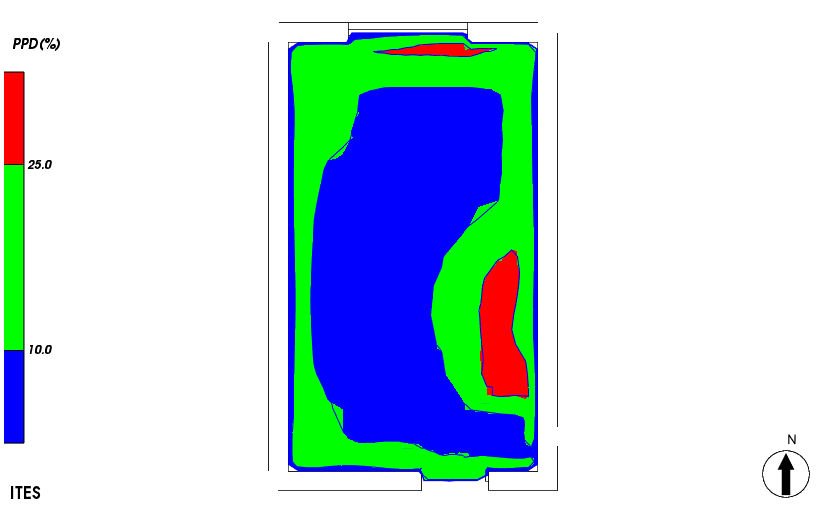 PPD(%)
25.0
10.0
N
ITES